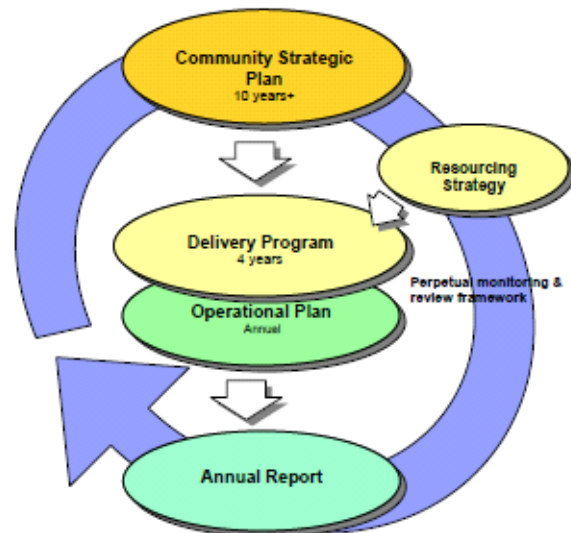 Community Strategic
Plan
10 years+
Resourcing
Strategy
Delivery Program
4 years
Perpetual monitoring &
review framework
Operational Plan
Annual
Annual Report